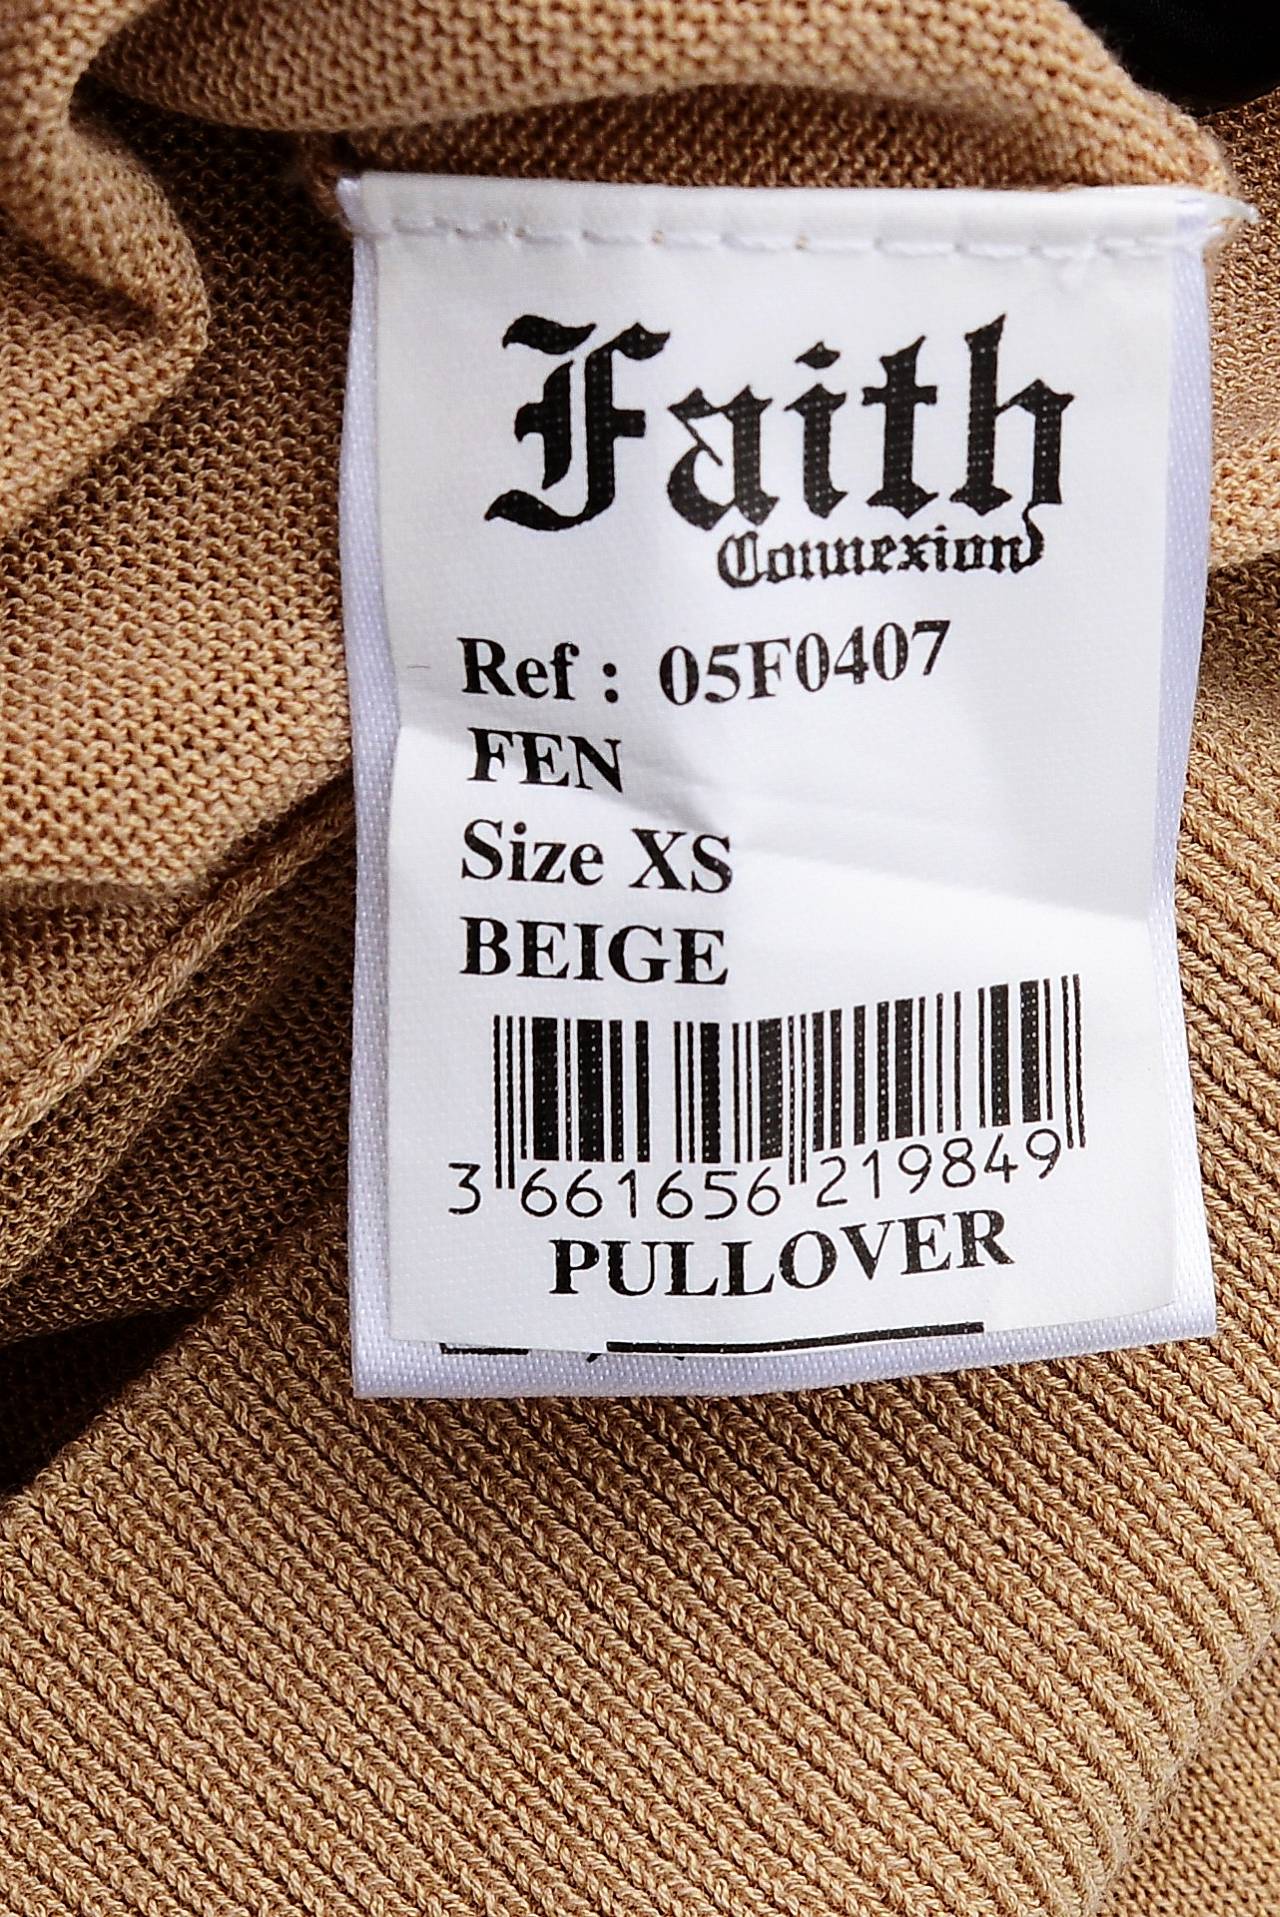 Faith
Connexion
Ref : 05F0407
FEN
Size XS
BEIGE
3 661656 219849
PULLOVER